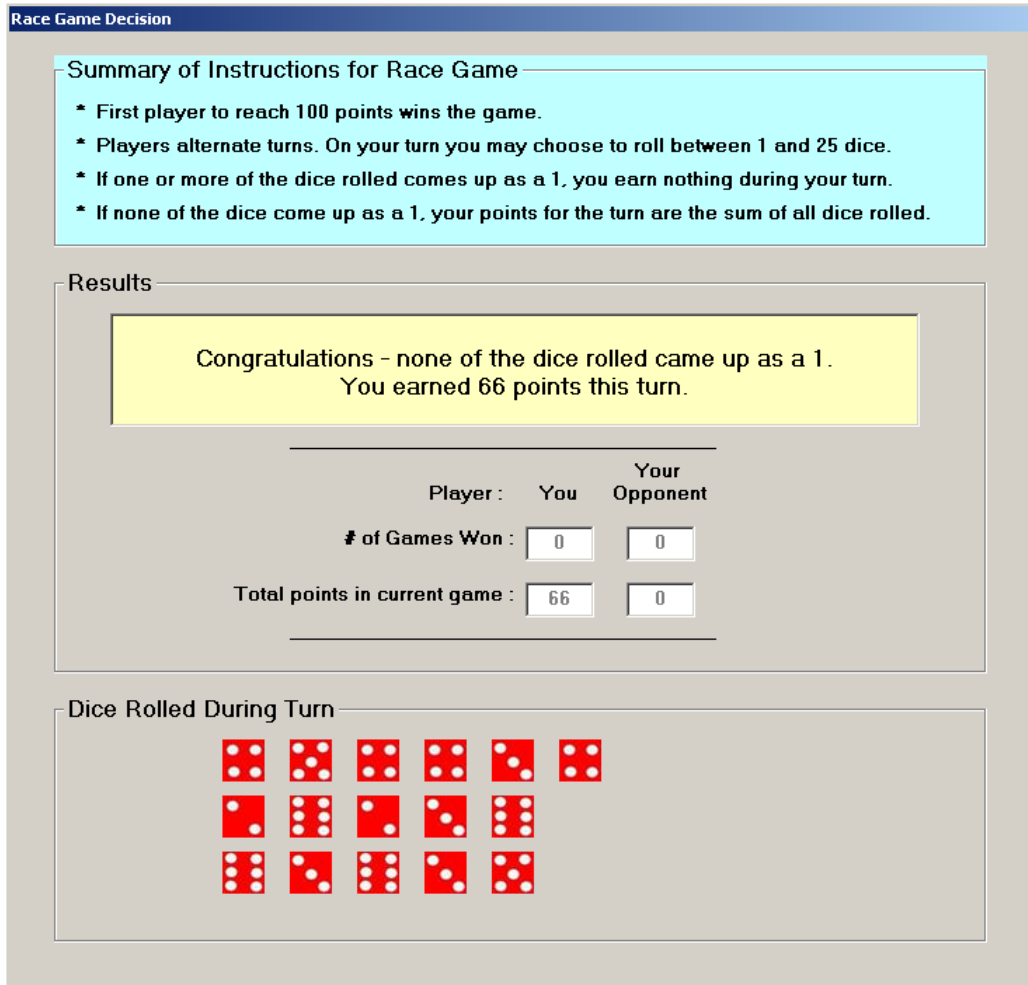 Race Game Decision
Summary of Instructions for Race Game
* First player to reach 100 points wins the game.
* Players alternate turns. On your turn you may choose to roll between 1 and 25 dice.
* If one or more of the dice rolled comes up as a 1, you earn nothing during your turn.
* If none of the dice come up as a 1, your points for the turn are the sum of all dice rolled.
Results
Congratulations - none of the dice rolled came up as a 1.
You earned 66 points this turn.
Player : You Your Opponent
# of Games Won : 0 0
Total points in current game : 66 0
Dice Rolled During Turn